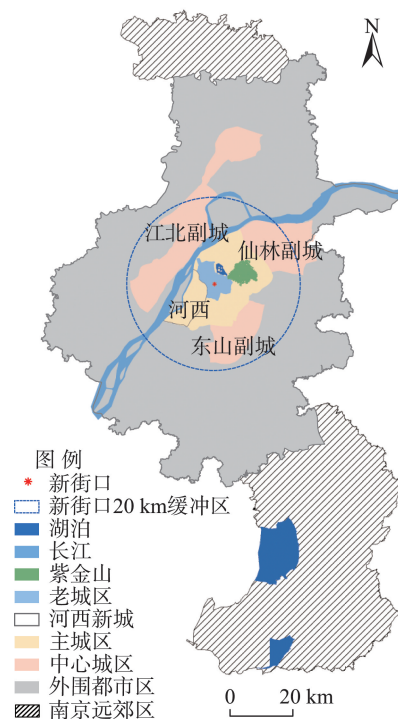 N
江北副城
仙林副城
河西
东山副城
图 例
新街口
新街口20 km缓冲区
湖泊
长江
紫金山
老城区
河西新城
主城区
中心城区
外围都市区
南京远郊区
0 20 km